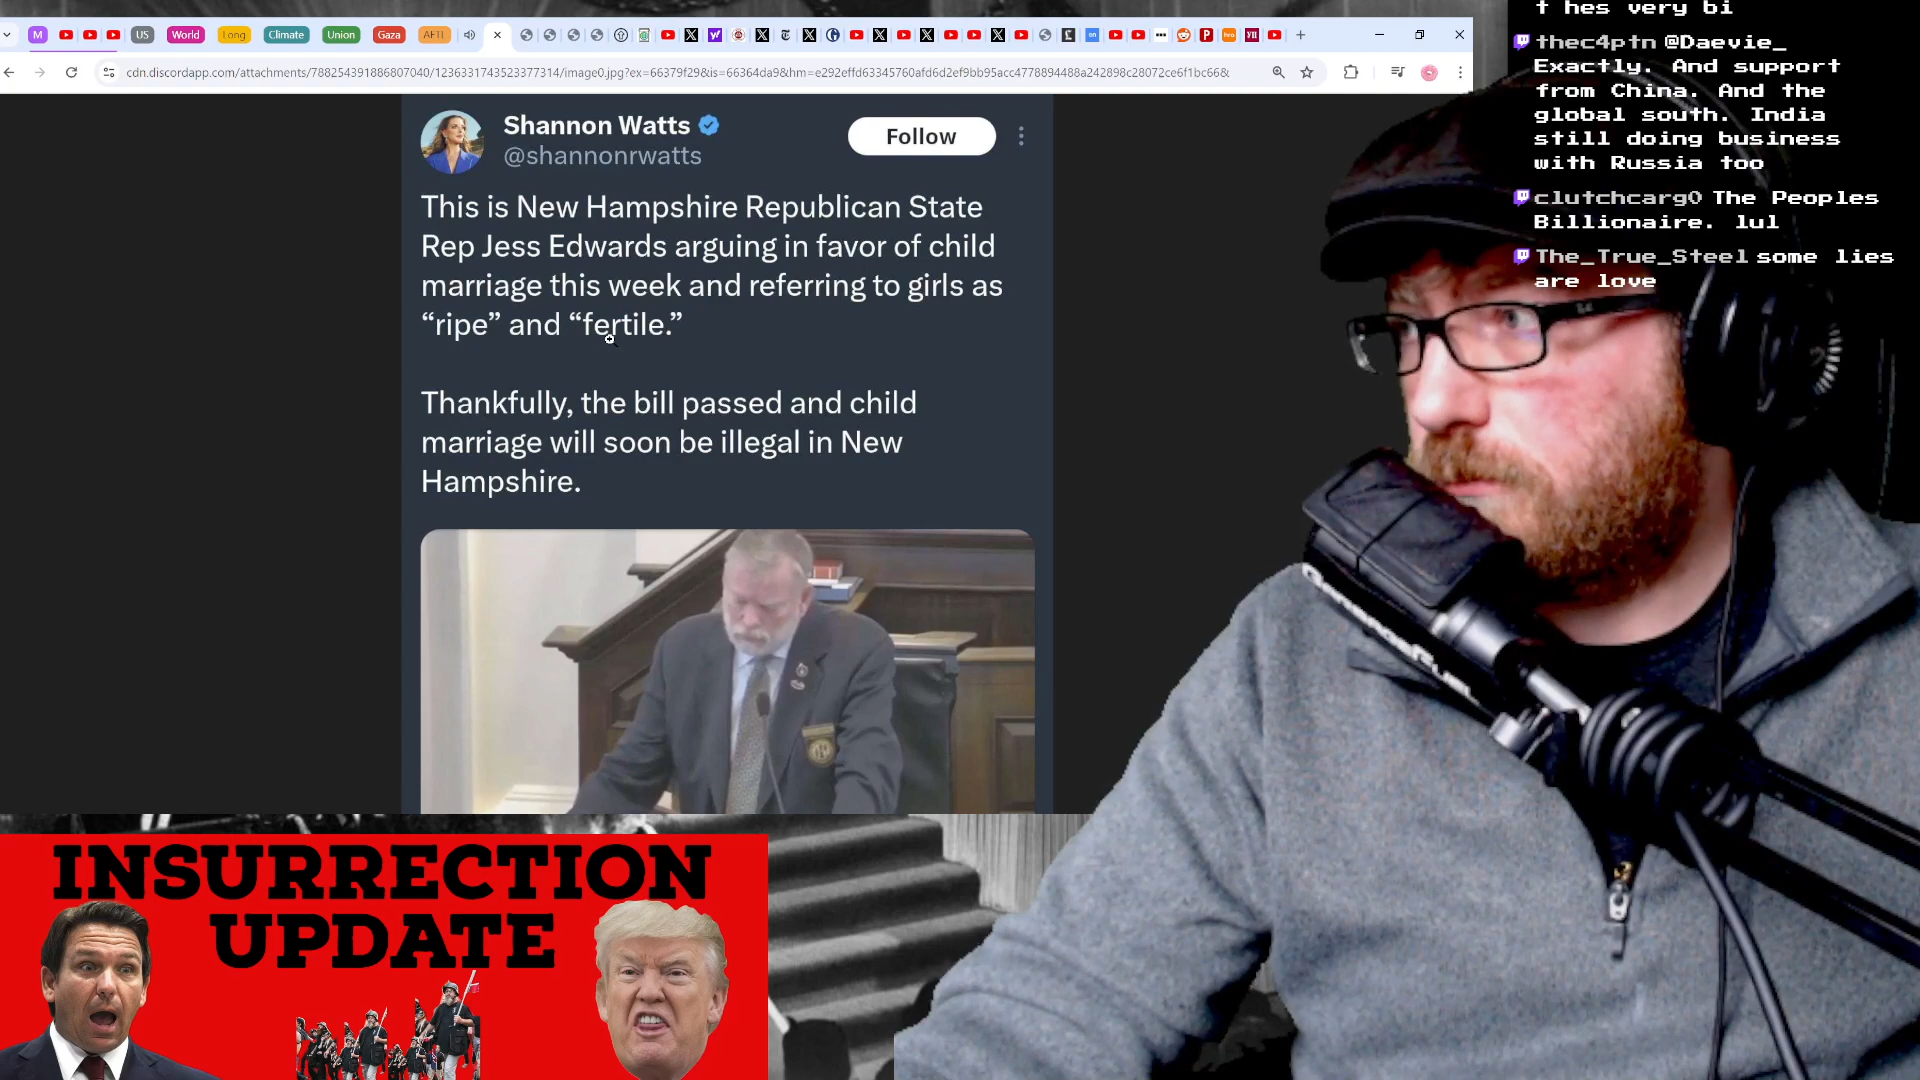 M
US
World
Long
Climate
Union
Gaza
AFTL
cdn.discordapp.com/attachments/788254391886807040/1236331743523377314/image0.jpg?ex=66379f29&is=66364da9&hm=e292effd63345760afd6d2ef9bb95acc4778894488a242898c28072ce6f1bc66&
Shannon Watts
@shannonrwatts
Follow
This is New Hampshire Republican State
Rep Jess Edwards arguing in favor of child
marriage this week and referring to girls as
“ripe” and “fertile.”
Thankfully, the bill passed and child
marriage will soon be illegal in New
Hampshire.
t hes very bi
thec4ptn @Daevie_
Exactly. And support
from China. And the
global south. India
still doing business
with Russia too
clutchcarg0 The Peoples
Billionaire. lul
The_True_Steel some lies
are love
INSURRECTION
UPDATE